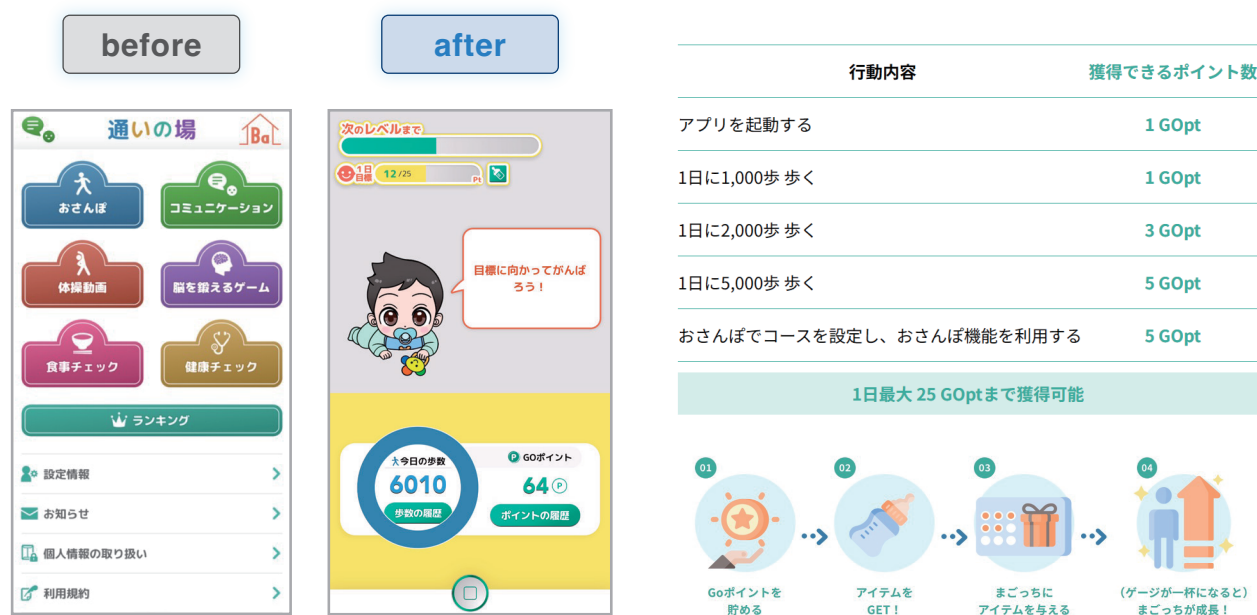 before
after
通いの場
Ba
おさんぽ
コミュニケーション
体操動画
脳を鍛えるゲーム
食事チェック
健康チェック
ランキング
設定情報
お知らせ
個人情報の取り扱い
利用規約
次のレベルまで
1日
目標
12/25
Pt
目標に向かってがんば
ろう！
今日の歩数
6010
歩数の履歴
P GOポイント
64 P
ポイントの履歴
行動内容 獲得できるポイント数
アプリを起動する 1 GOpt
1日に1,000歩 歩く 1 GOpt
1日に2,000歩 歩く 3 GOpt
1日に5,000歩 歩く 5 GOpt
おさんぽでコースを設定し、おさんぽ機能を利用する 5 GOpt
1日最大 25 GOptまで獲得可能
01
Goポイントを
貯める
02
アイテムを
GET！
03
まごっちに
アイテムを与える
04
（ゲージが一杯になると）
まごっちが成長！